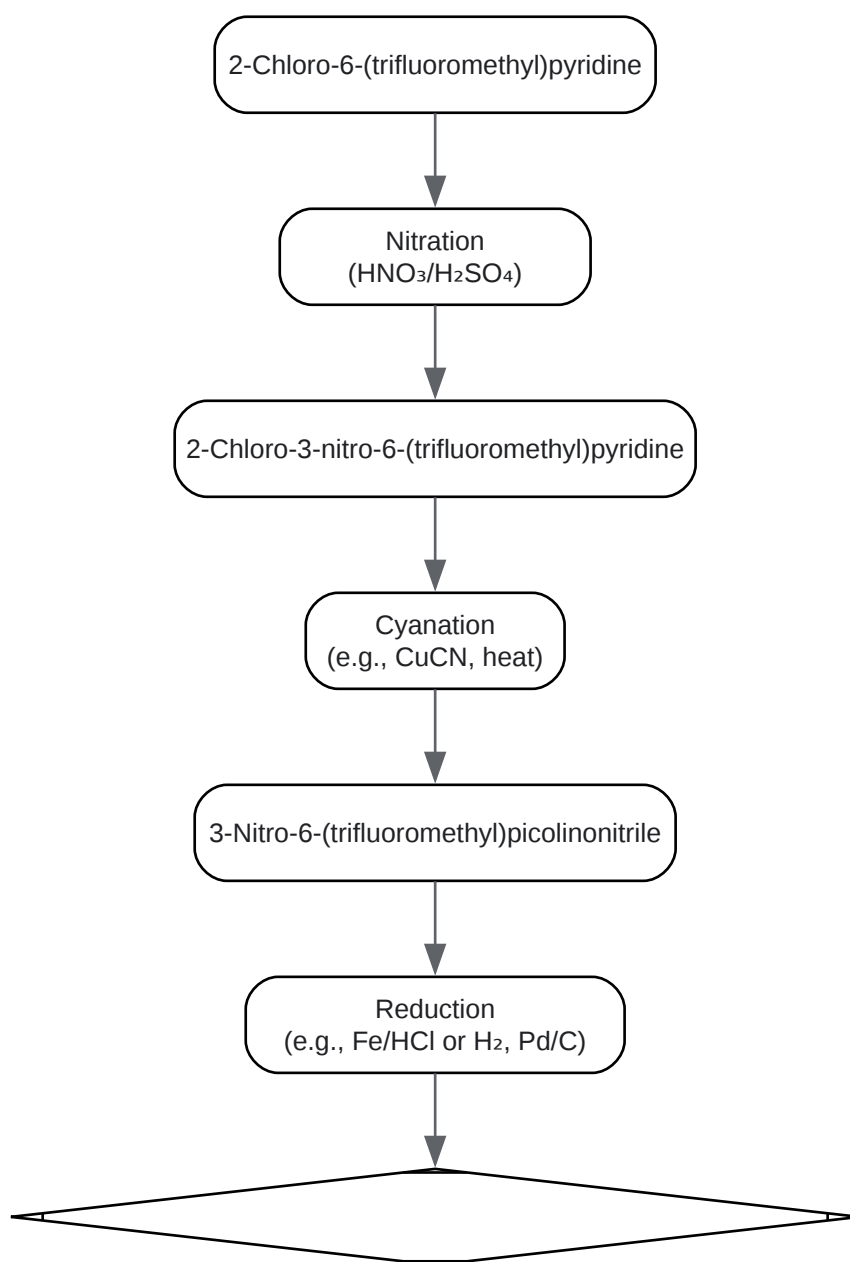 2-Chloro-6-(trifluoromethyl)pyridine
Nitration
(HNO₃/H₂SO₄)
2-Chloro-3-nitro-6-(trifluoromethyl)pyridine
Cyanation
(e.g., CuCN, heat)
3-Nitro-6-(trifluoromethyl)picolinonitrile
Reduction
(e.g., Fe/HCl or H₂, Pd/C)